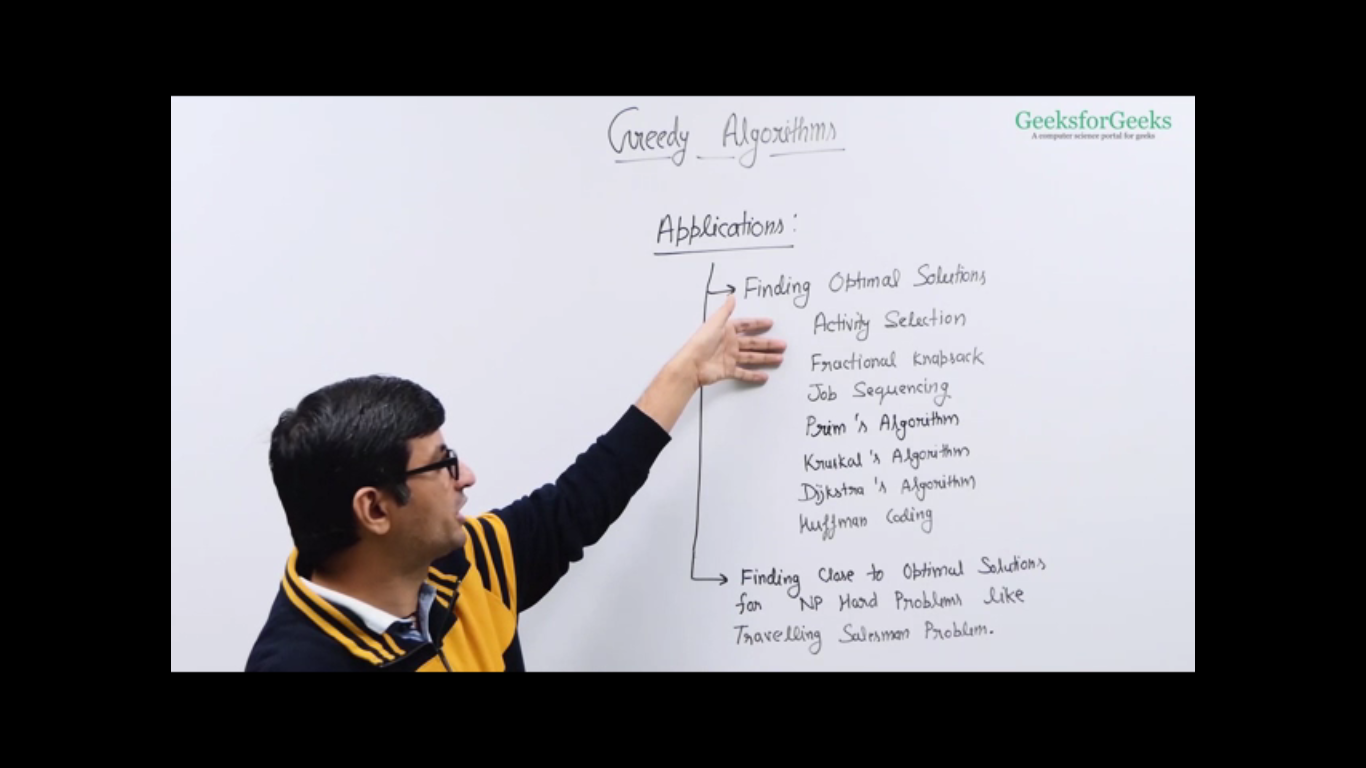 Greedy Algorithms
GeeksforGeeks
A computer science portal for geeks
Applications:
Finding Optimal Solutions
Activity Selection
Fractional Knapsack
Job Sequencing
Prim's Algorithm
Kruskal's Algorithm
Dijkstra's Algorithm
Huffman Coding
Finding Close to Optimal Solutions
for NP Hard Problems like
Travelling Salesman Problem.